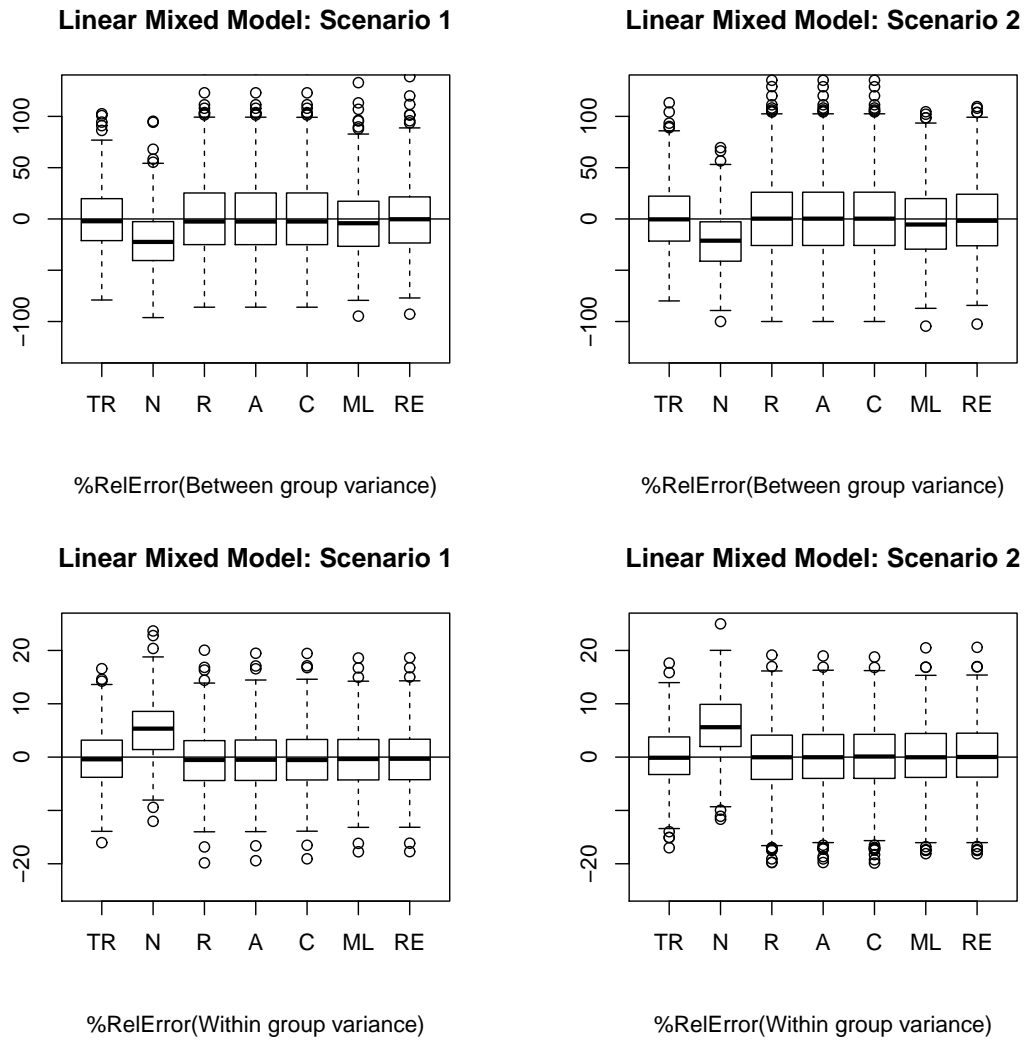 Linear Mixed Model: Scenario 1
100
50
0
−100
TR N R A C ML RE
%RelError(Between group variance)
Linear Mixed Model: Scenario 2
100
50
0
−100
TR N R A C ML RE
%RelError(Between group variance)
Linear Mixed Model: Scenario 1
20
10
0
−20
TR N R A C ML RE
%RelError(Within group variance)
Linear Mixed Model: Scenario 2
20
10
0
−20
TR N R A C ML RE
%RelError(Within group variance)